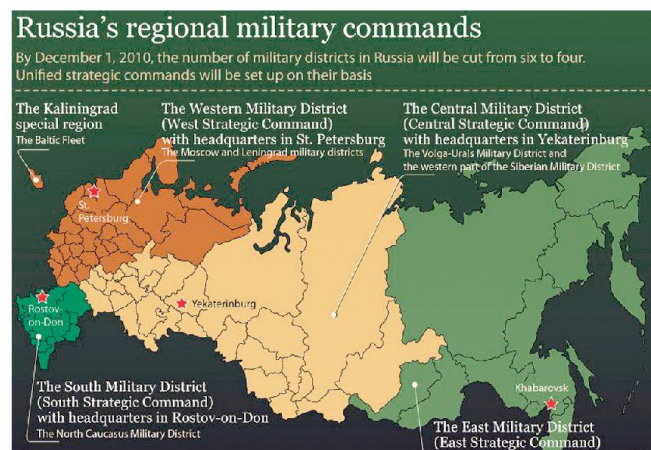 Russia's regional military commands
By December 1, 2010, the number of military districts in Russia will be cut from six to four.
Unified strategic commands will be set up on their basis
The Kaliningrad
special region
The Baltic Fleet
The Western Military District
(West Strategic Command)
with headquarters in St. Petersburg
The Moscow and Leningrad military districts
The Central Military District
(Central Strategic Command)
with headquarters in Yekaterinburg
The Volga-Urals Military District and
the western part of the Siberian Military District
St.
Petersburg
Yekaterinburg
Rostov-
on-Don
Khabarovsk
The South Military District
(South Strategic Command)
with headquarters in Rostov-on-Don
The North Caucasus Military District
The East Military District
(East Strategic Command)